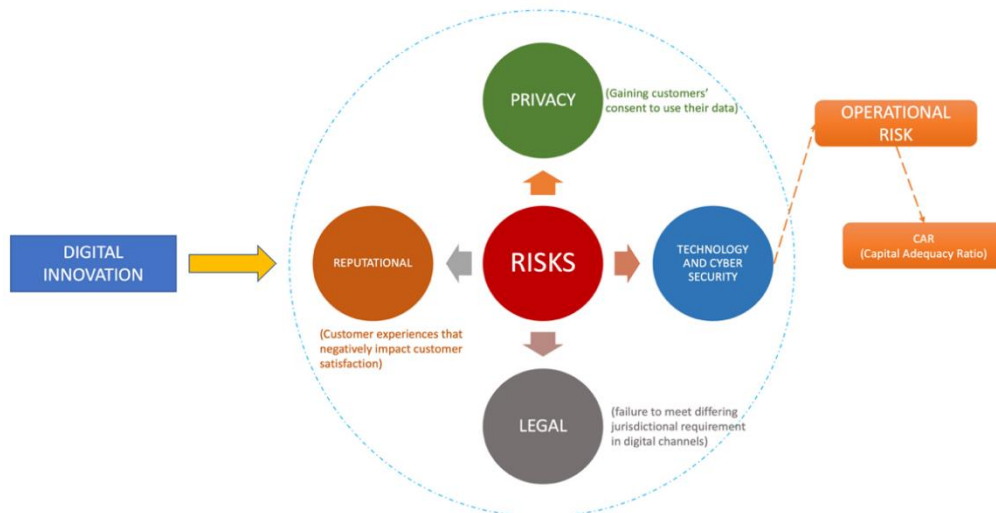 PRIVACY
(Gaining customers'
consent to use their data)
OPERATIONAL
RISK
DIGITAL
INNOVATION
REPUTATIONAL
RISKS
TECHNOLOGY
AND CYBER
SECURITY
CAR
(Capital Adequacy Ratio)
(Customer experiences that
negatively impact customer
satisfaction)
LEGAL
(failure to meet differing
jurisdictional requirement
in digital channels)